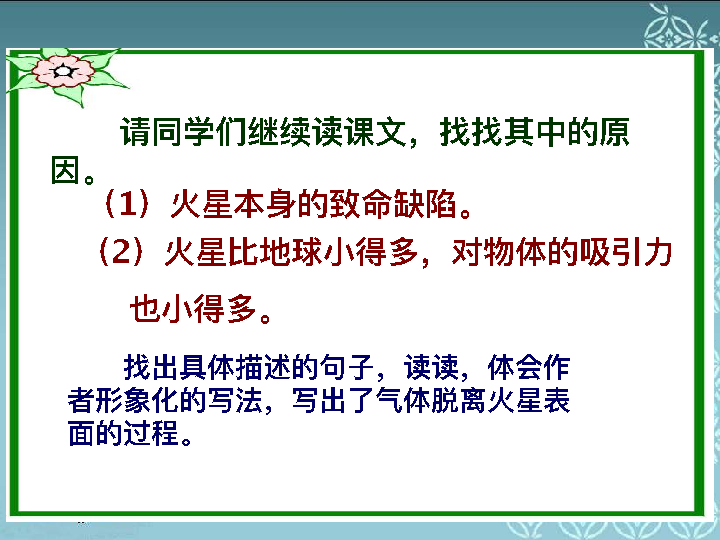 请同学们继续读课文，找找其中的原
因。
（1）火星本身的致命缺陷。
（2）火星比地球小得多，对物体的吸引力
也小得多。
找出具体描述的句子，读读，体会作
者形象化的写法，写出了气体脱离火星表
面的过程。